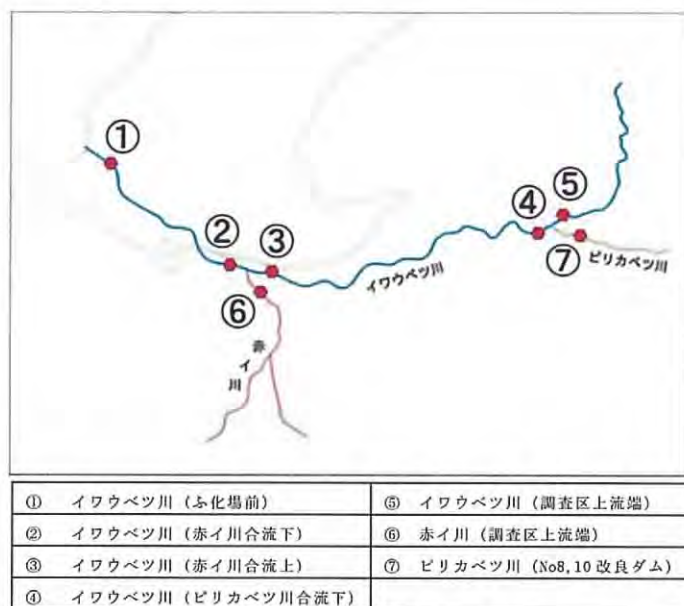 ①
②
③
④
⑤
⑥
⑦
イワウベツ川
ピリカベツ川
赤イ川
① イワウベツ川 (ふ化場前)
⑤ イワウベツ川 (調査区上流端)
② イワウベツ川 (赤イ川合流下)
⑥ 赤イ川 (調査区上流端)
③ イワウベツ川 (赤イ川合流上)
⑦ ピリカベツ川 (No8,10 改良ダム)
④ イワウベツ川 (ピリカベツ川合流下)